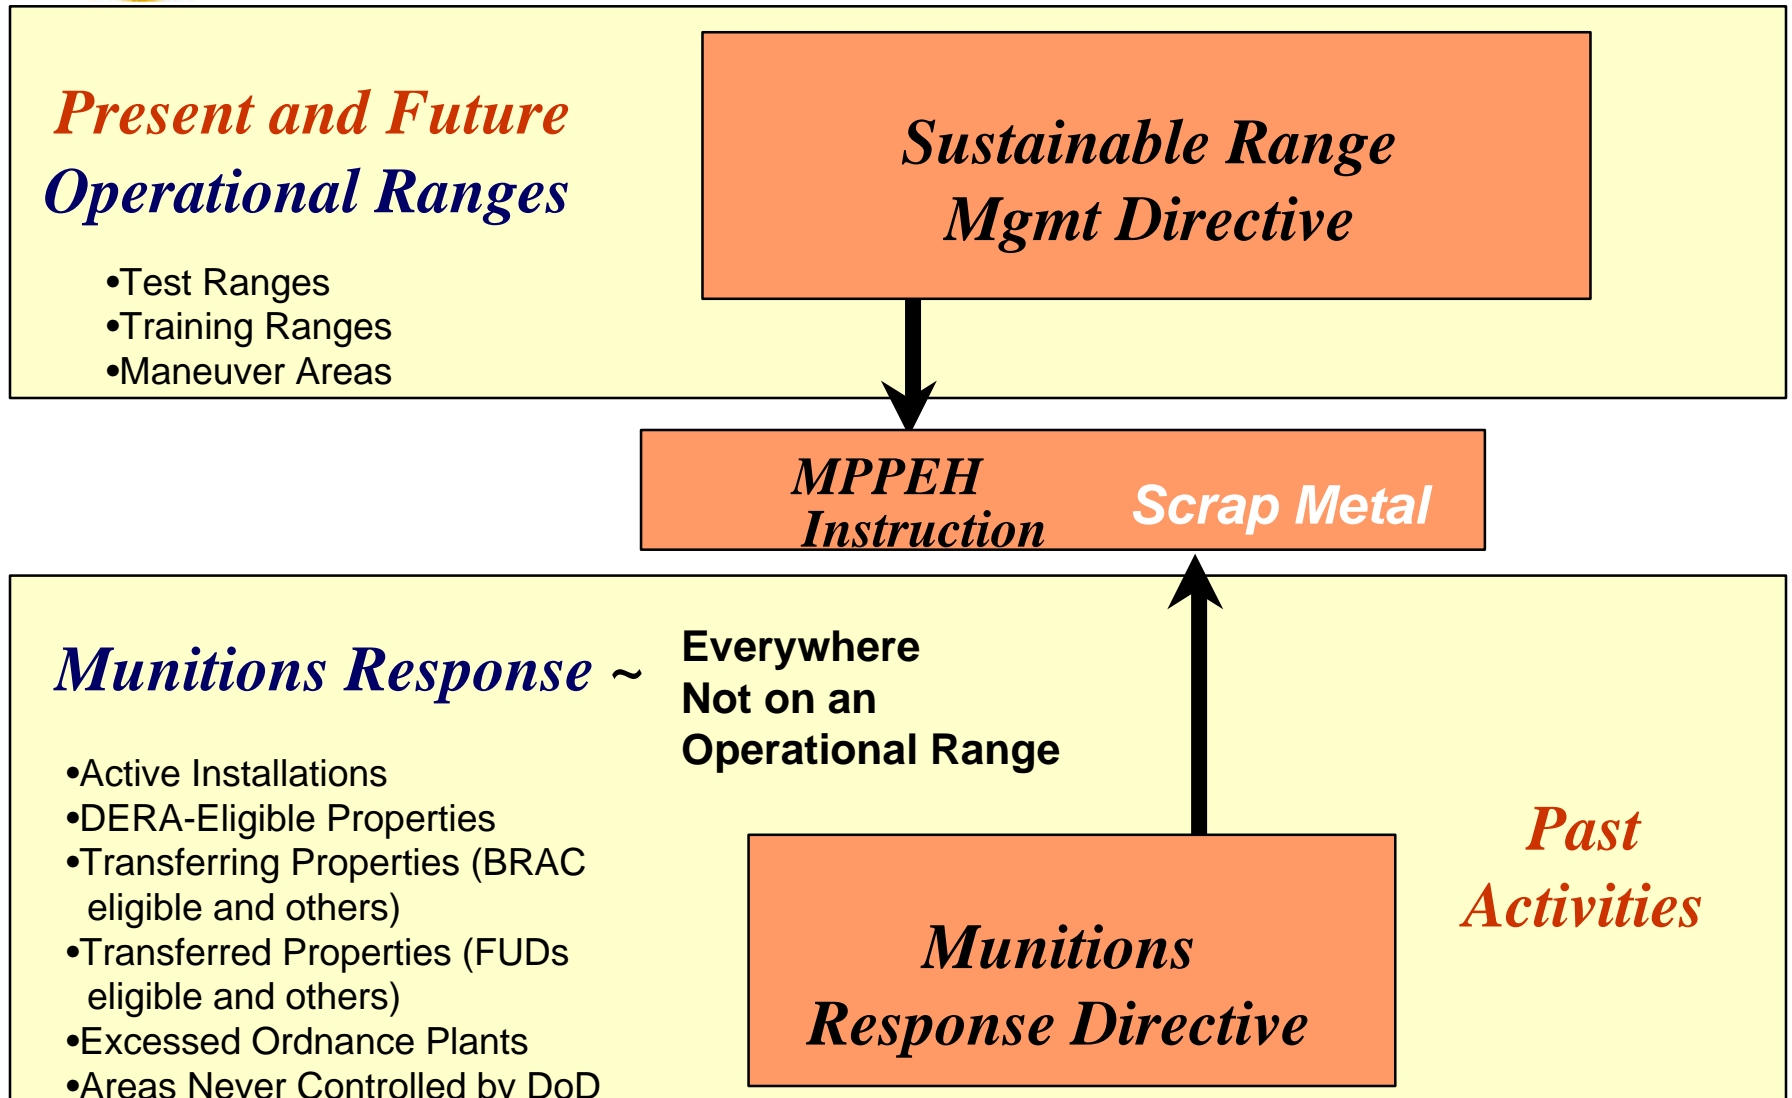 Present and Future
Operational Ranges
•Test Ranges
•Training Ranges
•Maneuver Areas
Sustainable Range
Mgmt Directive
MPPEH
Instruction
Scrap Metal
Munitions Response ~
Everywhere
Not on an
Operational Range
•Active Installations
•DERA-Eligible Properties
•Transferring Properties (BRAC
eligible and others)
•Transferred Properties (FUDs
eligible and others)
•Excessed Ordnance Plants
•Areas Never Controlled by DoD
Munitions
Response Directive
Past
Activities